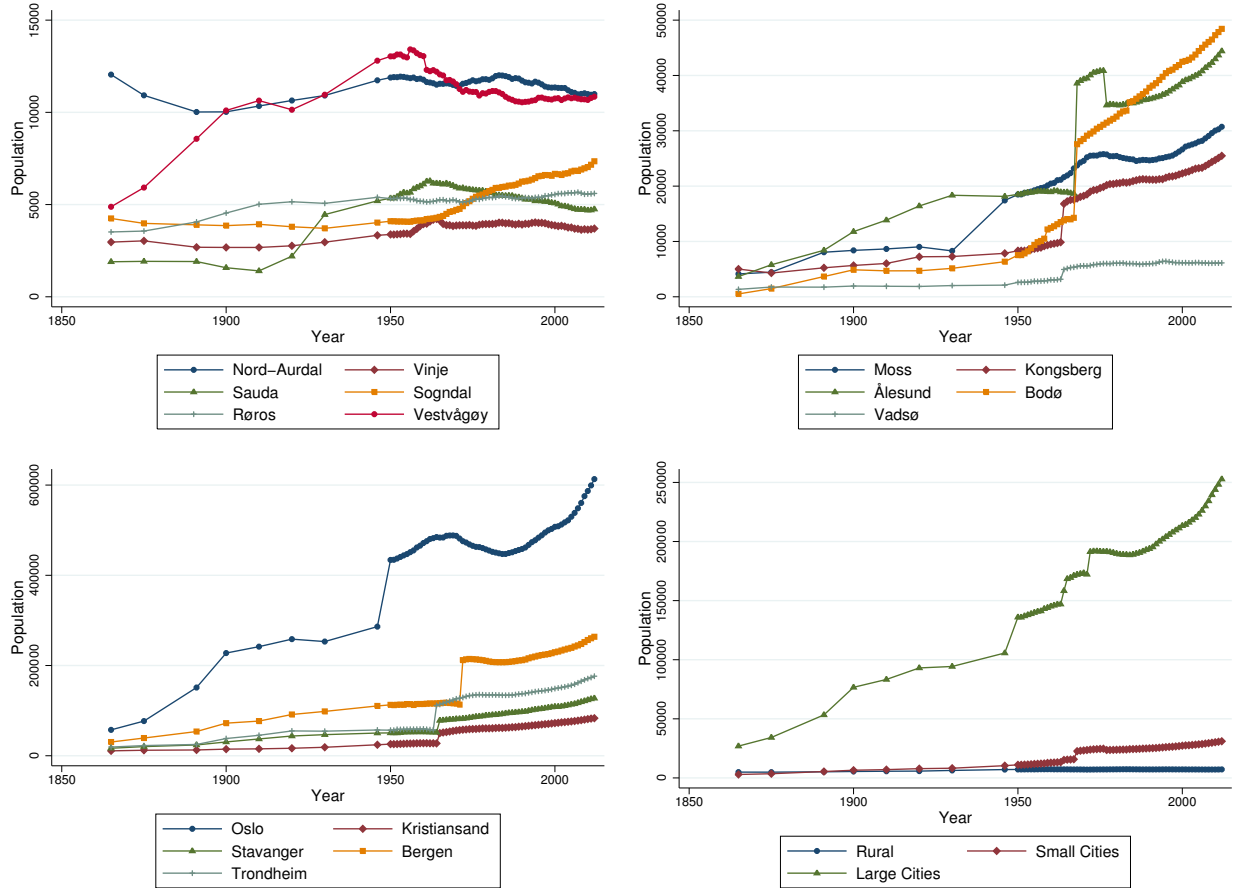 Population
15000
10000
5000
0
1850
1900
1950
2000
Year
Nord−Aurdal
Vinje
Sauda
Sogndal
Røros
Vestvågøy
Population
50000
40000
30000
20000
10000
0
1850
1900
1950
2000
Year
Moss
Kongsberg
Ålesund
Bodø
Vadsø
Population
600000
400000
200000
0
1850
1900
1950
2000
Year
Oslo
Kristiansand
Stavanger
Bergen
Trondheim
Population
250000
200000
150000
100000
50000
0
1850
1900
1950
2000
Year
Rural
Small Cities
Large Cities